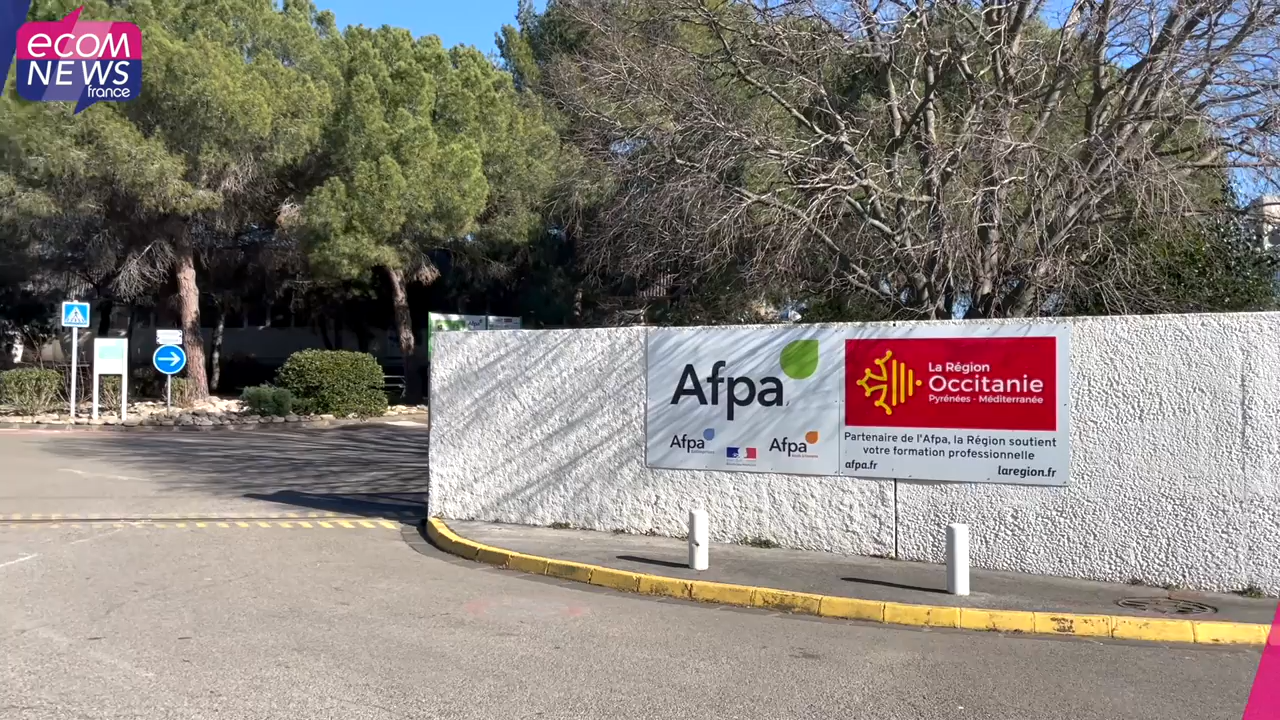 ecom
NEWS
france
Afpa
La Région
Occitanie
Pyrénées - Méditerranée
Afpa
Afpa
Partenaire de l'Afpa, la Région soutient
votre formation professionnelle
afpa.fr
laregion.fr